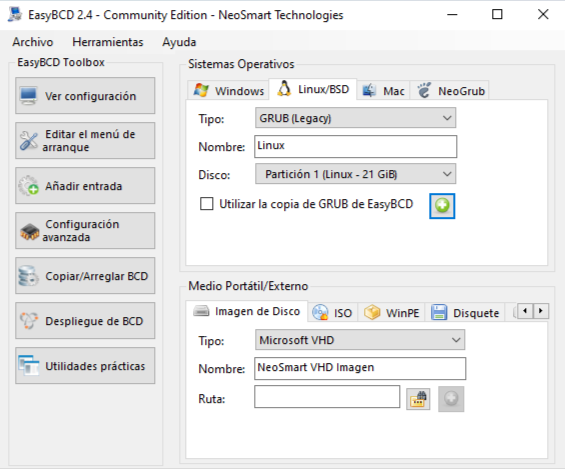 EasyBCD 2.4 - Community Edition - NeoSmart Technologies
Archivo Herramientas Ayuda
EasyBCD Toolbox
Ver configuración
Editar el menú de
arranque
Añadir entrada
Configuración
avanzada
Copiar/Arreglar BCD
Despliegue de BCD
Utilidades prácticas
Sistemas Operativos
Windows Linux/BSD Mac NeoGrub
Tipo: GRUB (Legacy)
Nombre: Linux
Disco: Partición 1 (Linux - 21 GiB)
Utilizar la copia de GRUB de EasyBCD
Medio Portátil/Externo
Imagen de Disco ISO WinPE Disquete
Tipo: Microsoft VHD
Nombre: NeoSmart VHD Imagen
Ruta: